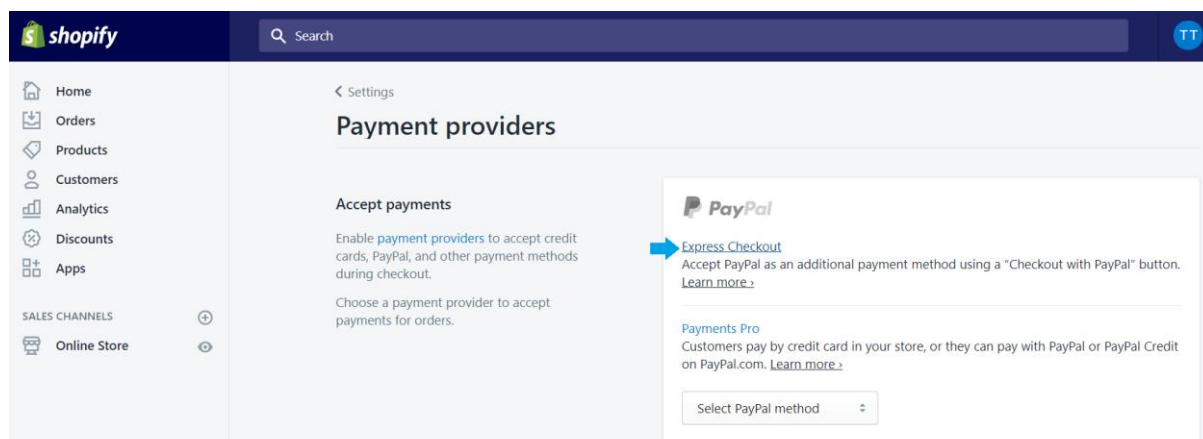 shopify
Search
TT
Home
Orders
Products
Customers
Analytics
Discounts
Apps
SALES CHANNELS
Online Store
Settings
Payment providers
Accept payments
Enable payment providers to accept credit
cards, PayPal, and other payment methods
during checkout.
Choose a payment provider to accept
payments for orders.
PayPal
Express Checkout
Accept PayPal as an additional payment method using a "Checkout with PayPal" button.
Learn more ›
Payments Pro
Customers pay by credit card in your store, or they can pay with PayPal or PayPal Credit
on PayPal.com. Learn more ›
Select PayPal method